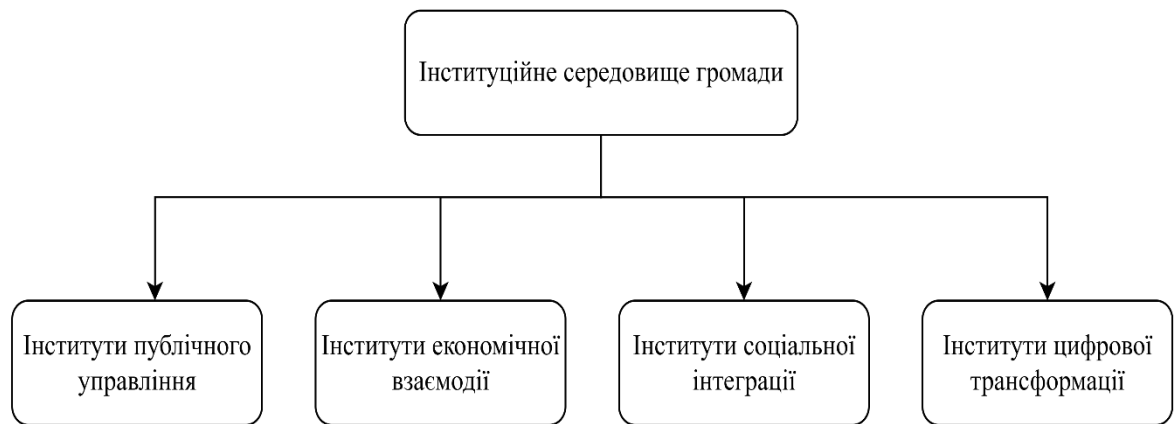 Інституційне середовище громади
Інститути публічного
управління
Інститути економічної
взаємодії
Інститути соціальної
інтеграції
Інститути цифрової
трансформації